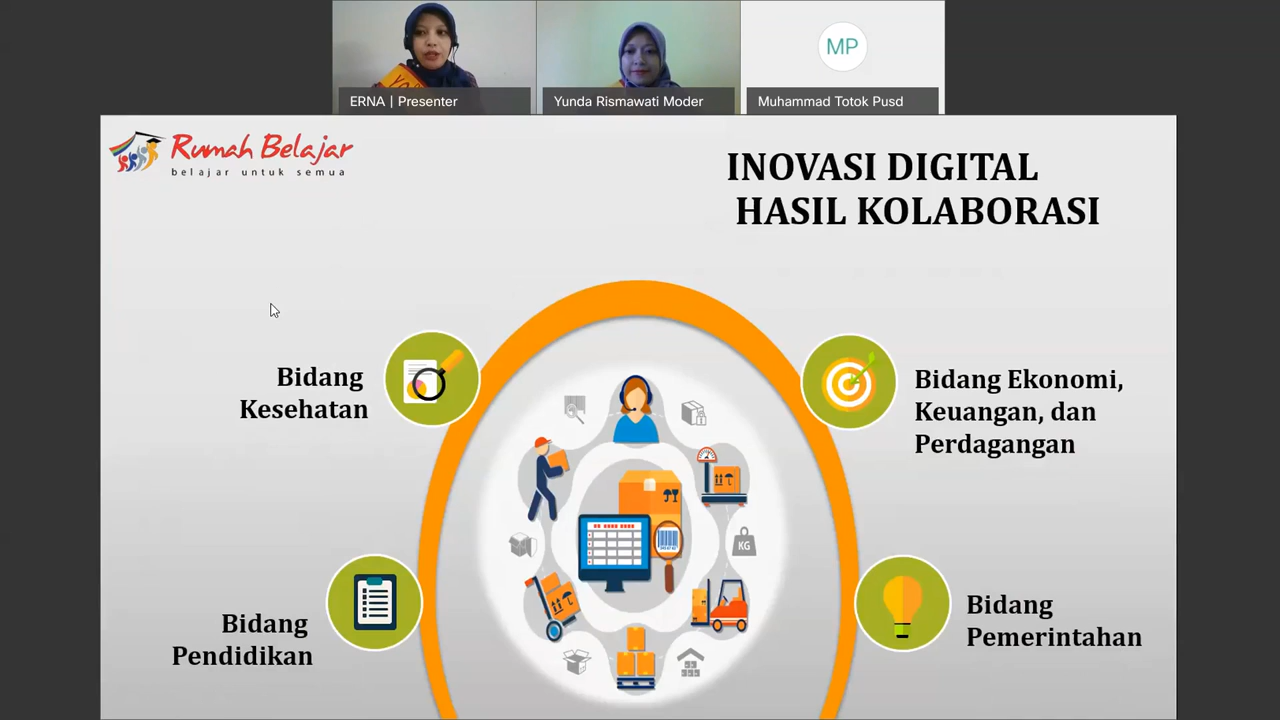 ERNA | Presenter
Yunda Rismawati Moder
MP
Muhammad Totok Pusd
Rumah Belajar
belajar untuk semua
INOVASI DIGITAL
HASIL KOLABORASI
Bidang
Kesehatan
Bidang Ekonomi,
Keuangan, dan
Perdagangan
KG
Bidang
Pendidikan
Bidang
Pemerintahan